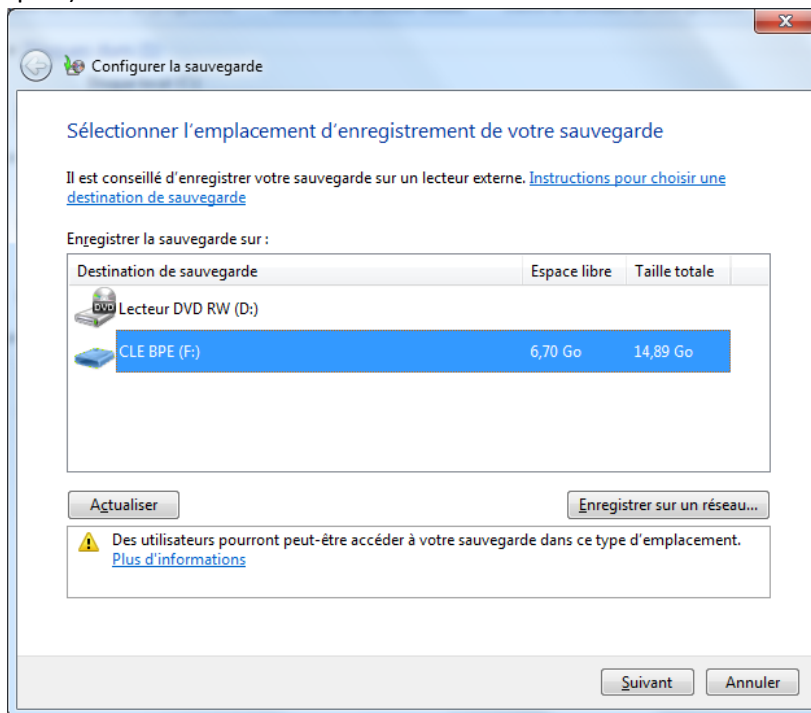 Configurer la sauvegarde
Sélectionner l'emplacement d'enregistrement de votre sauvegarde
Il est conseillé d'enregistrer votre sauvegarde sur un lecteur externe. Instructions pour choisir une
destination de sauvegarde
Enregistrer la sauvegarde sur :
Destination de sauvegarde Espace libre Taille totale
DVD Lecteur DVD RW (D:)
CLE BPE (F:) 6,70 Go 14,89 Go
Actualiser Enregistrer sur un réseau...
Des utilisateurs pourront peut-être accéder à votre sauvegarde dans ce type d'emplacement.
Plus d'informations
Suivant Annuler